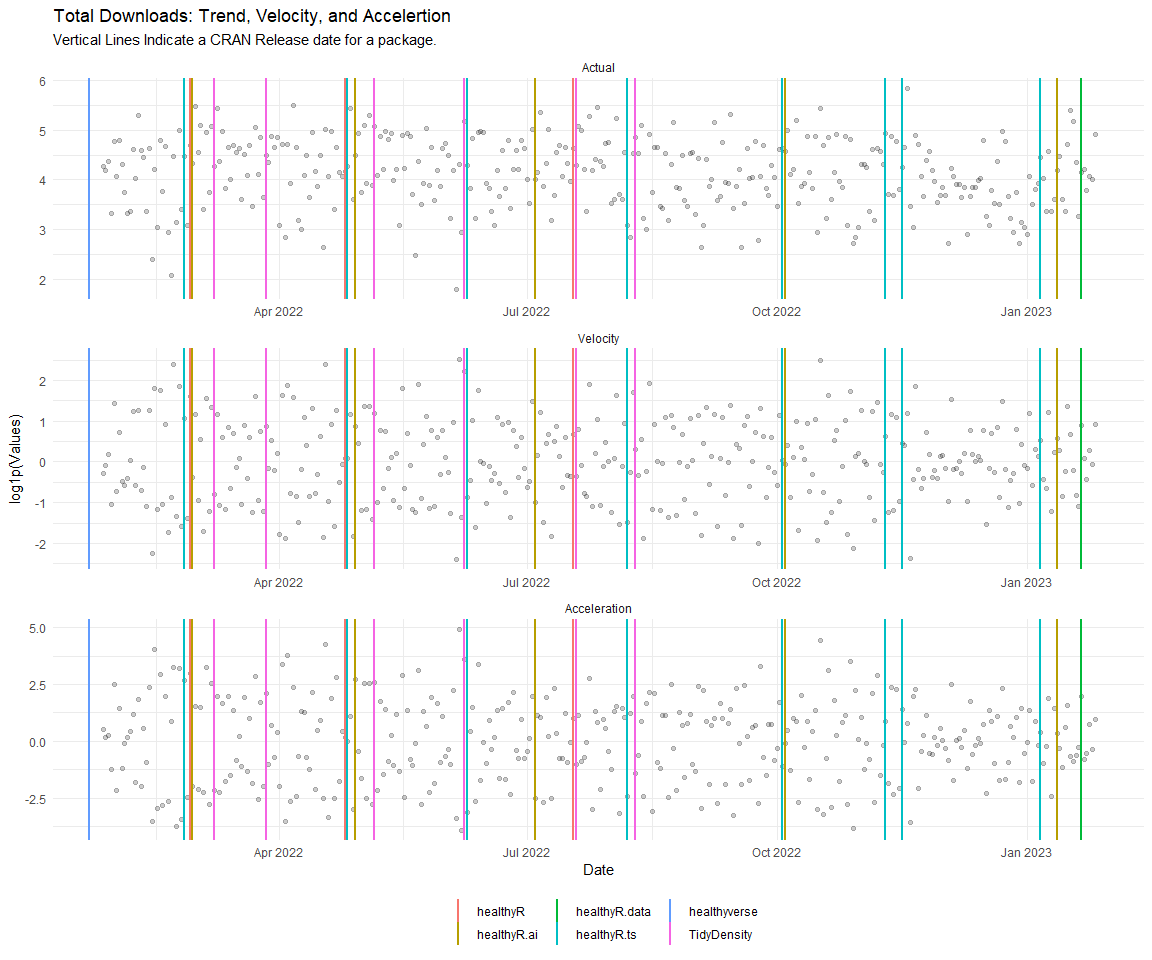 Total Downloads: Trend, Velocity, and Accelertion
Vertical Lines Indicate a CRAN Release date for a package.
Actual
6
5
4
3
2
Apr 2022
Jul 2022
Oct 2022
Jan 2023
Velocity
2
1
0
-1
-2
Apr 2022
Jul 2022
Oct 2022
Jan 2023
log1p(Values)
Acceleration
5.0
2.5
0.0
-2.5
Apr 2022
Jul 2022
Oct 2022
Jan 2023
Date
healthyR
healthyR.data
healthyverse
healthyR.ai
healthyR.ts
TidyDensity